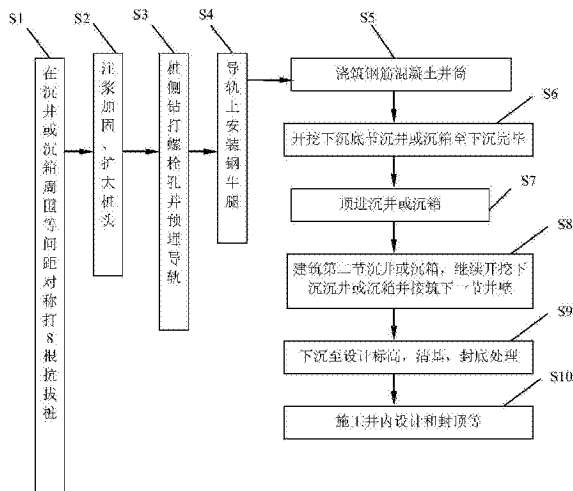 S1
在沉井或沉箱周围等间距对称打8根抗拔桩
S2
注浆加固、扩大桩头
S3
桩侧钻打螺栓孔并预埋导轨
S4
导轨上安装钢牛腿
S5
浇筑钢筋混凝土井筒
S6
开挖下沉底节沉井或沉箱至下沉完毕
S7
顶进沉井或沉箱
S8
建筑第二节沉井或沉箱，继续开挖下
沉沉井或沉箱并接筑下一节井壁
S9
下沉至设计标高，清基，封底处理
S10
施工井内设计和封顶等